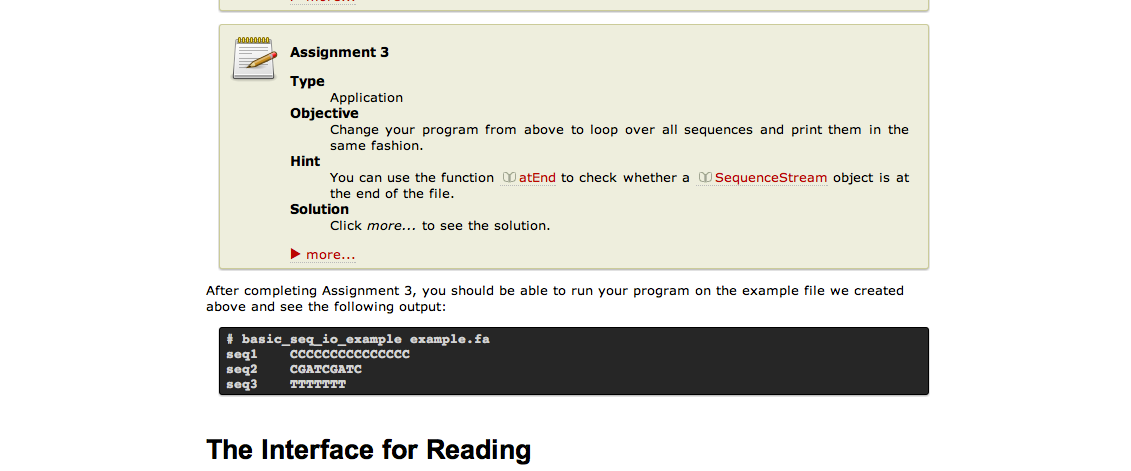 more...
Assignment 3
Type
Application
Objective
Change your program from above to loop over all sequences and print them in the
same fashion.
Hint
You can use the function atEnd to check whether a SequenceStream object is at
the end of the file.
Solution
Click more... to see the solution.
▶ more...
After completing Assignment 3, you should be able to run your program on the example file we created
above and see the following output:
# basic_seq_io_example example.fa
seq1    CCCCCCCCCCCCCCC
seq2    CGATCGATC
seq3    TTTTTTT
The Interface for Reading